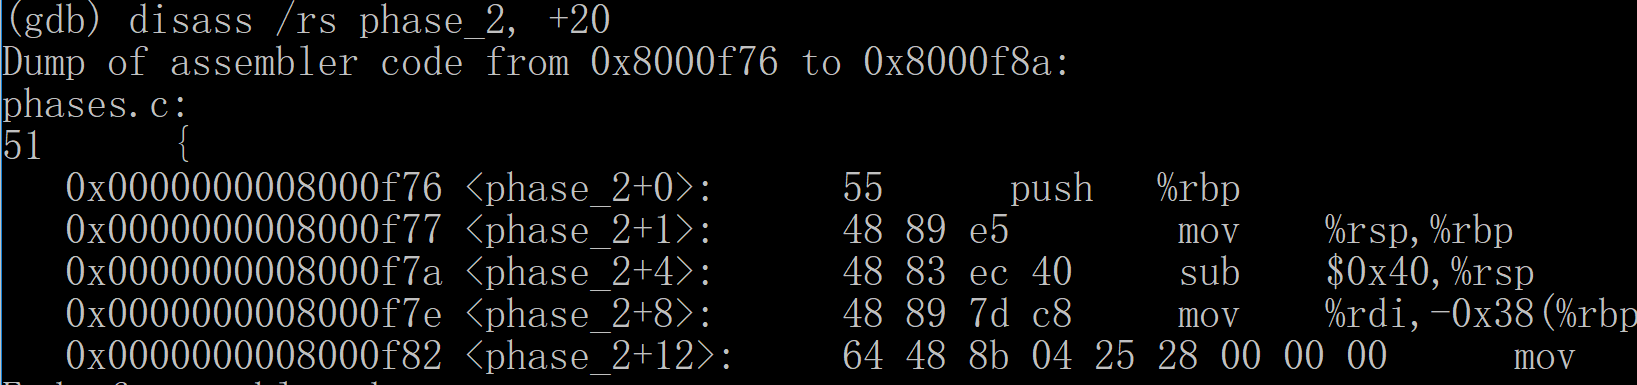 (gdb) disass /rs phase_2, +20
Dump of assembler code from 0x8000f76 to 0x8000f8a:
phases.c:
51      {
   0x0000000008000f76 <phase_2+0>:      55      push   %rbp
   0x0000000008000f77 <phase_2+1>:      48 89 e5        mov    %rsp,%rbp
   0x0000000008000f7a <phase_2+4>:      48 83 ec 40     sub    $0x40,%rsp
   0x0000000008000f7e <phase_2+8>:      48 89 7d c8     mov    %rdi,-0x38(%rbp
   0x0000000008000f82 <phase_2+12>:     64 48 8b 04 25 28 00 00 00      mov